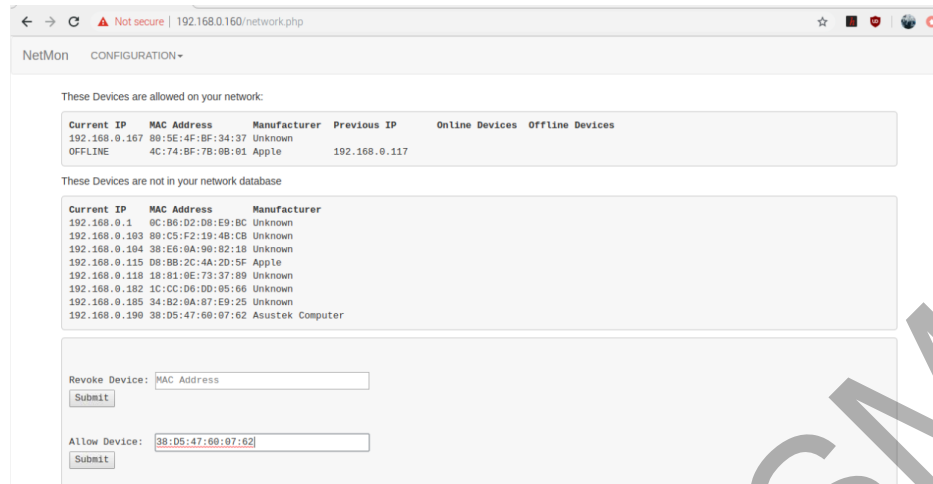 Not secure | 192.168.0.160/network.php
NetMon CONFIGURATION
These Devices are allowed on your network:
Current IP MAC Address Manufacturer Previous IP Online Devices Offline Devices
192.168.0.167 80:5E:4F:BF:34:37 Unknown
OFFLINE 4C:74:BF:7B:0B:01 Apple 192.168.0.117
These Devices are not in your network database
Current IP MAC Address Manufacturer
192.168.0.1 0C:B6:D2:D8:E9:BC Unknown
192.168.0.103 80:C5:F2:19:4B:CB Unknown
192.168.0.104 38:E6:0A:90:82:18 Unknown
192.168.0.115 D8:BB:2C:4A:2D:5F Apple
192.168.0.118 18:81:0E:73:37:89 Unknown
192.168.0.182 1C:CC:D6:DD:05:66 Unknown
192.168.0.185 34:B2:0A:87:E9:25 Unknown
192.168.0.190 38:D5:47:60:07:62 Asustek Computer
Revoke Device: MAC Address
Submit
Allow Device: 38:D5:47:60:07:62
Submit